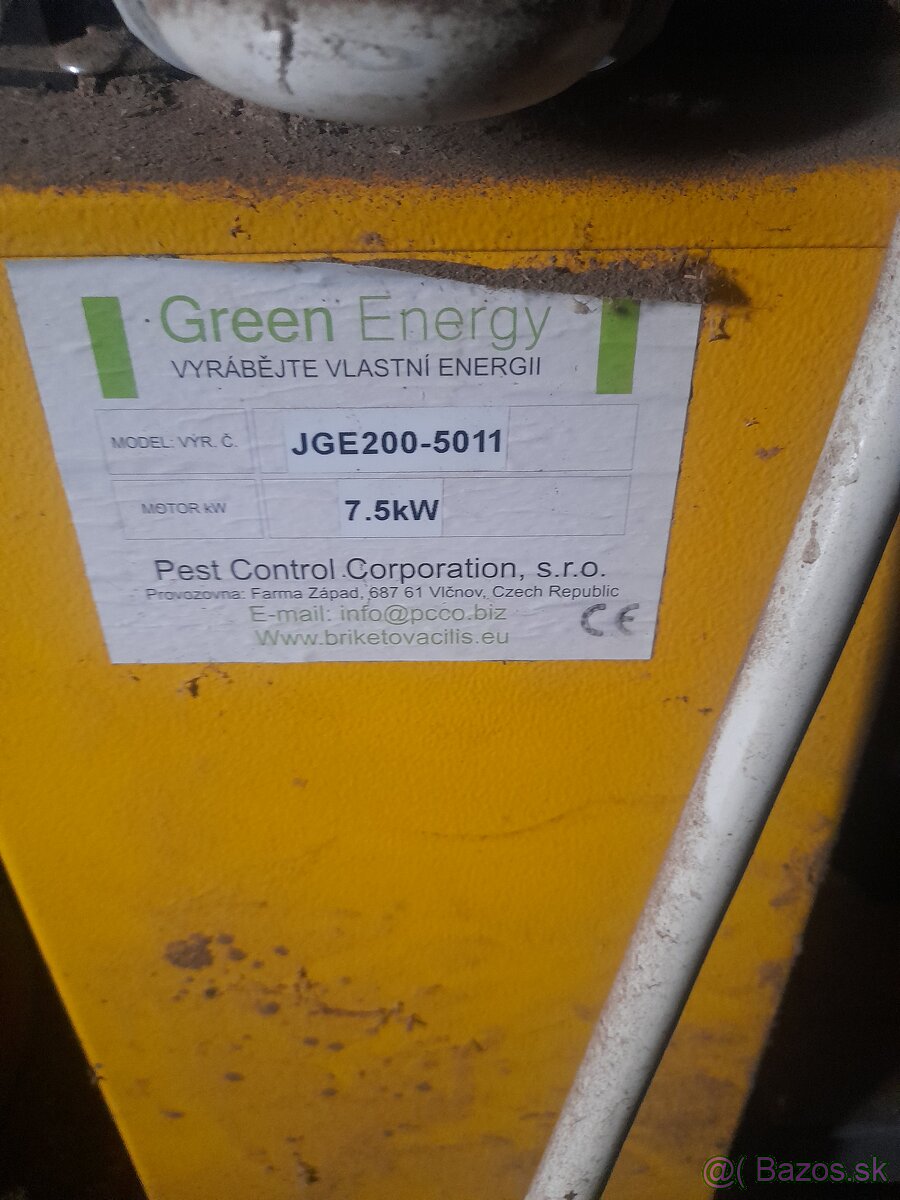 Green Energy
VYRÁBĚJTE VLASTNÍ ENERGII
MODEL: VÝR. Č. JGE200-5011
MOTOR kW 7.5kW
Pest Control Corporation, s.r.o.
Provozovna: Farma Západ, 687 61 Vlčnov, Czech Republic
E-mail: info@pcco.biz
Www.briketovacilis.eu
CE
@( Bazos.sk